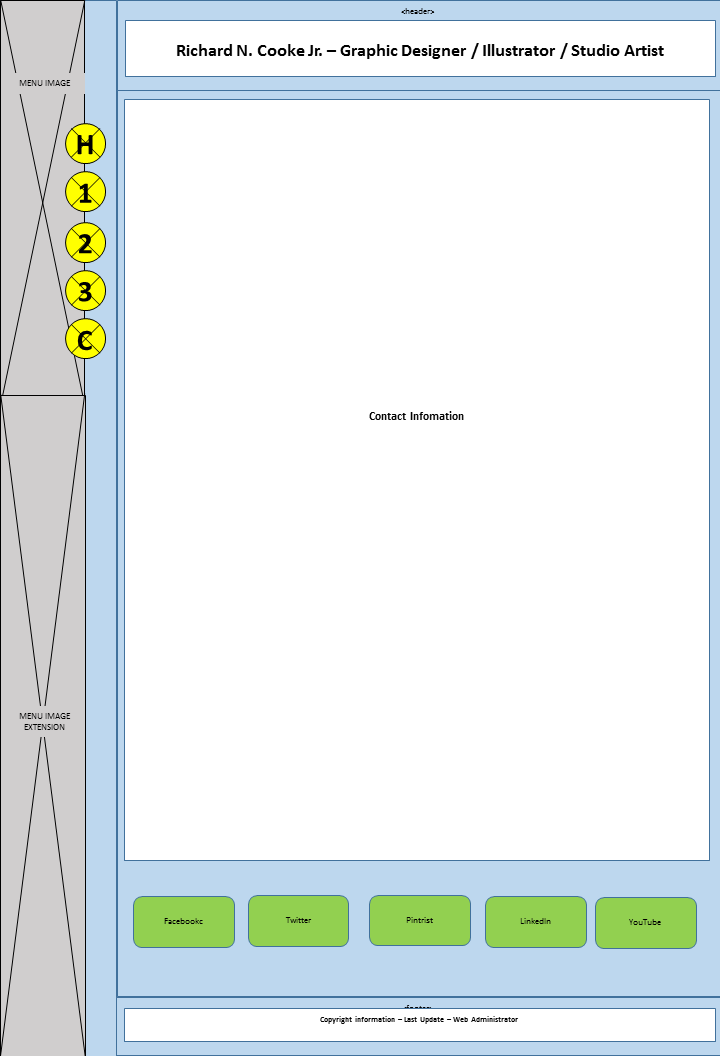 <header>
Richard N. Cooke Jr. – Graphic Designer / Illustrator / Studio Artist
MENU IMAGE
H
1
2
3
C
Contact Infomation
MENU IMAGE
EXTENSION
Facebookc
Twitter
Pintrist
LinkedIn
YouTube
Copyright information – Last Update – Web Administrator